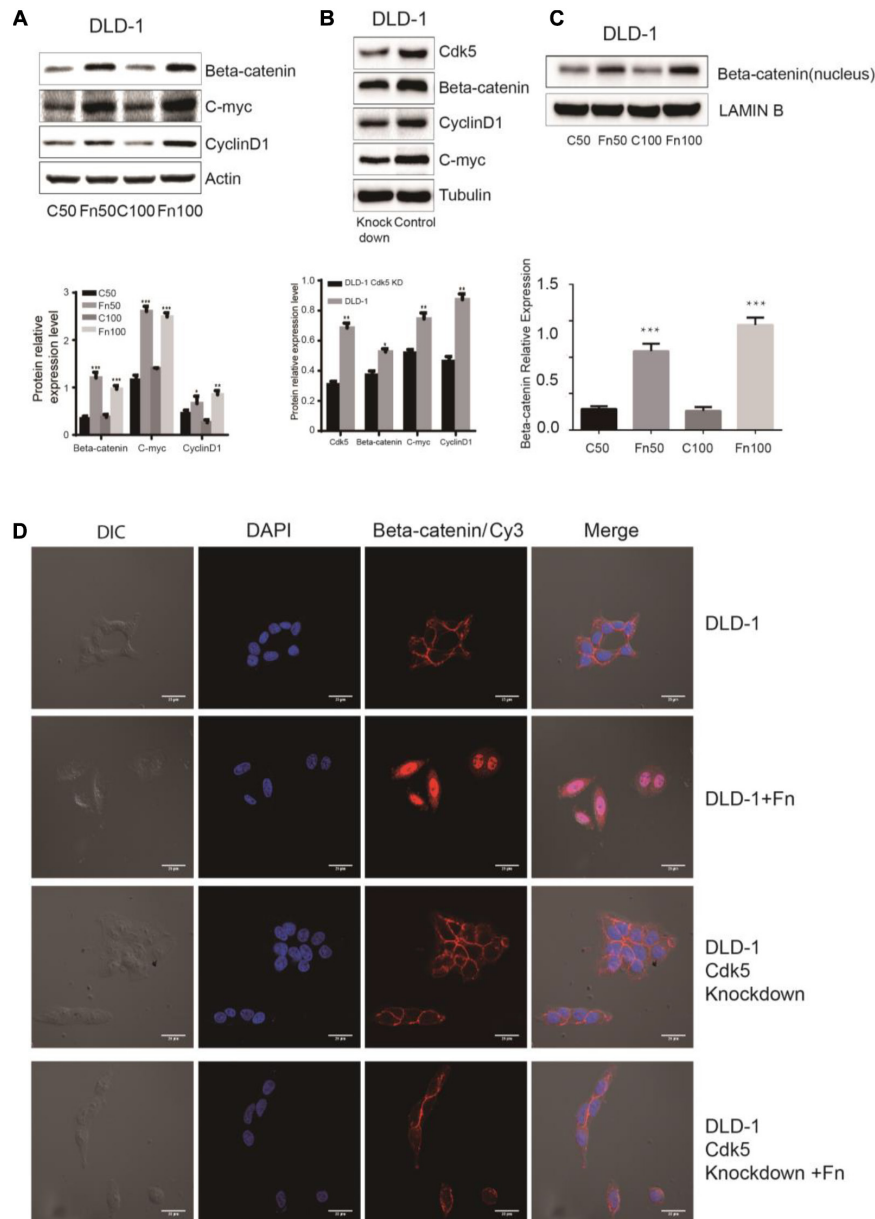 A
DLD-1
Beta-catenin
C-myc
CyclinD1
Actin
C50 Fn50 C100 Fn100
B
DLD-1
Cdk5
Beta-catenin
CyclinD1
C-myc
Tubulin
Knock down Control
C
DLD-1
Beta-catenin(nucleus)
LAMIN B
C50 Fn50 C100 Fn100
Protein relative expression level
3
2
1
0
C50
Fn50
C100
Fn100
*** *** *** *** * **
Beta-catenin C-myc CyclinD1
Protein relative expression level
1.0
0.8
0.6
0.4
0.2
0.0
DLD-1 Cdk5 KD
DLD-1
** * ** **
Cdk5 Beta-catenin C-myc CyclinD1
Beta-catenin Relative Expression
1.5
1.0
0.5
0.0
*** ***
C50 Fn50 C100 Fn100
D
DIC DAPI Beta-catenin/Cy3 Merge
DLD-1
DLD-1+Fn
DLD-1
Cdk5
Knockdown
DLD-1
Cdk5
Knockdown +Fn